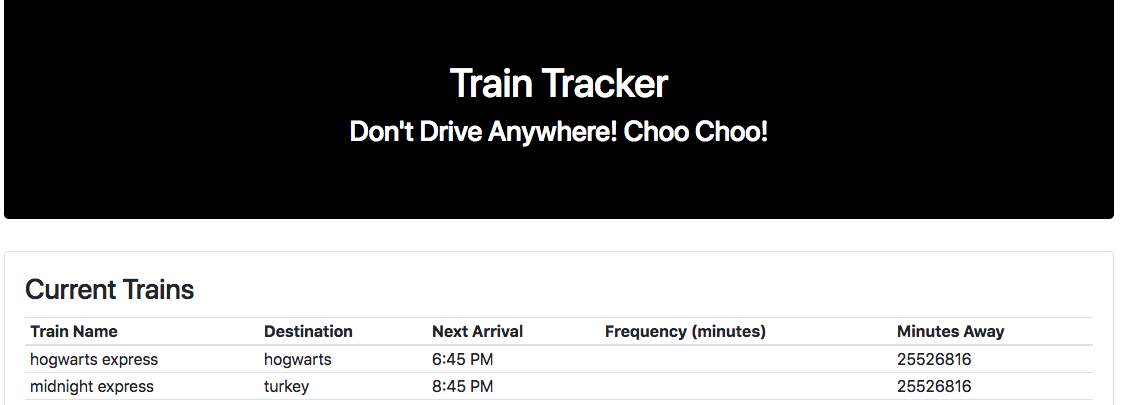 Train Tracker
Don't Drive Anywhere! Choo Choo!
Current Trains
Train Name Destination Next Arrival Frequency (minutes) Minutes Away
hogwarts express hogwarts 6:45 PM 25526816
midnight express turkey 8:45 PM 25526816